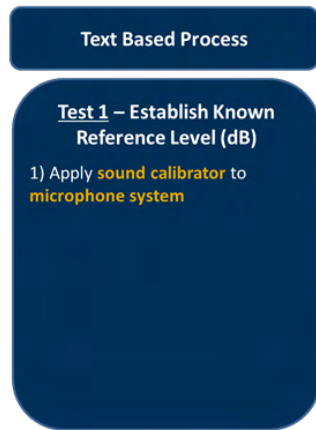 Text Based Process
Test 1 – Establish Known
Reference Level (dB)
1) Apply sound calibrator to
microphone system